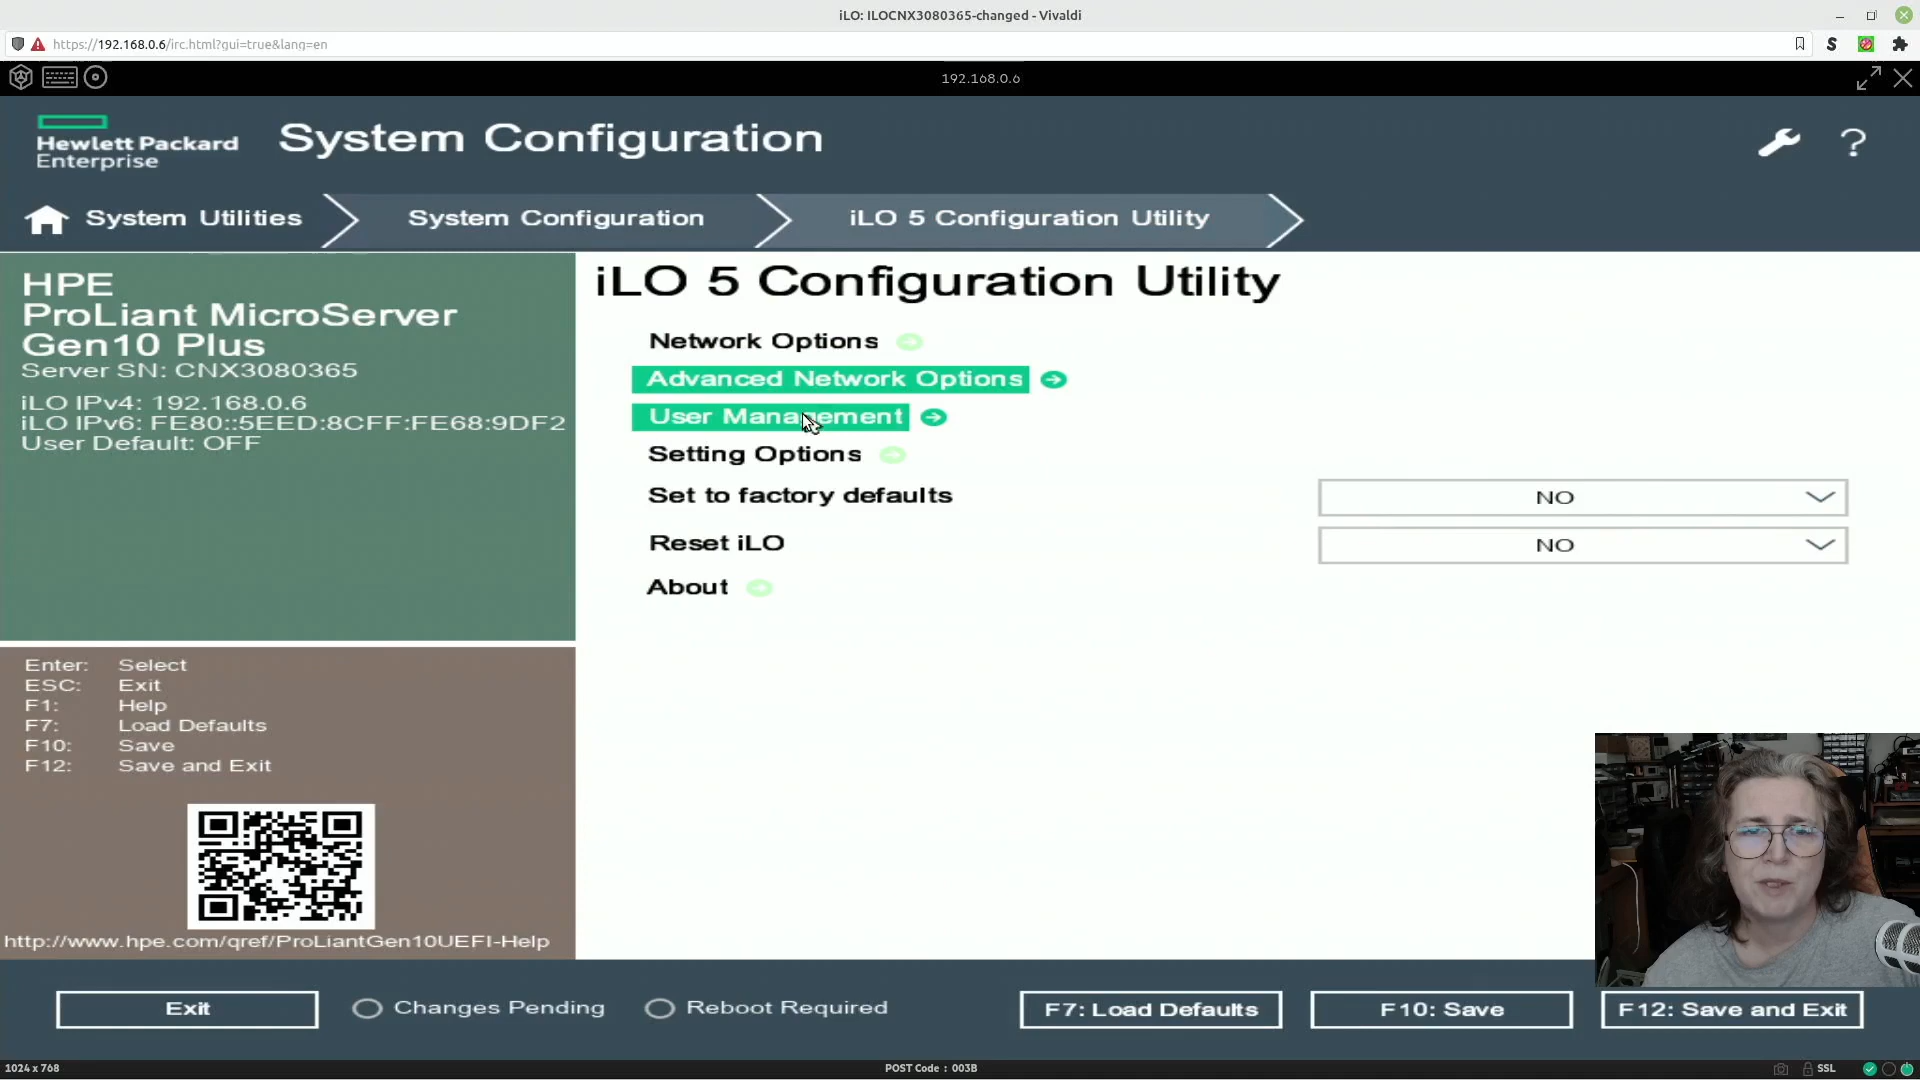 iLO: ILOCNX3080365-changed - Vivaldi
https://192.168.0.6/irc.html?gui=true&lang=en
192.168.0.6
Hewlett Packard
Enterprise
System Configuration
?
System Utilities
System Configuration
iLO 5 Configuration Utility
HPE
ProLiant MicroServer
Gen10 Plus
Server SN: CNX3080365
iLO IPv4: 192.168.0.6
iLO IPv6: FE80::5EED:8CFF:FE68:9DF2
User Default: OFF
iLO 5 Configuration Utility
Network Options
Advanced Network Options
User Management
Setting Options
Set to factory defaults NO
Reset iLO NO
About
Enter: Select
ESC: Exit
F1: Help
F7: Load Defaults
F10: Save
F12: Save and Exit
http://www.hpe.com/qref/ProLiantGen10UEFI-Help
Exit
Changes Pending
Reboot Required
F7: Load Defaults
F10: Save
F12: Save and Exit
1024 x 768
POST Code : 003B
SSL